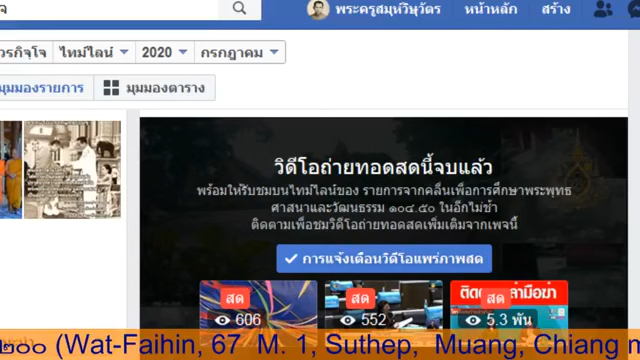 พระครูสมุห์วิษุวัตร หน้าหลัก สร้าง
วรกิจฺโจ ไทม์ไลน์ 2020 กรกฎาคม
มุมมองรายการ มุมมองตาราง
วิดีโอถ่ายทอดสดนี้จบแล้ว
พร้อมให้รับชมบนไทม์ไลน์ของ รายการจากคลื่นเพื่อการศึกษาพระพุทธ
ศาสนาและวัฒนธรรม ๑๐๔.๕๐ ในอีกไม่ช้า
ติดตามเพื่อชมวิดีโอถ่ายทอดสดเพิ่มเติมจากเพจนี้
การแจ้งเตือนวิดีโอแพร่ภาพสด
สด สด สด
606 552 5.3 พัน
๒๐๐ (Wat-Faihin, 67 M. 1, Suthep, Muang, Chiang